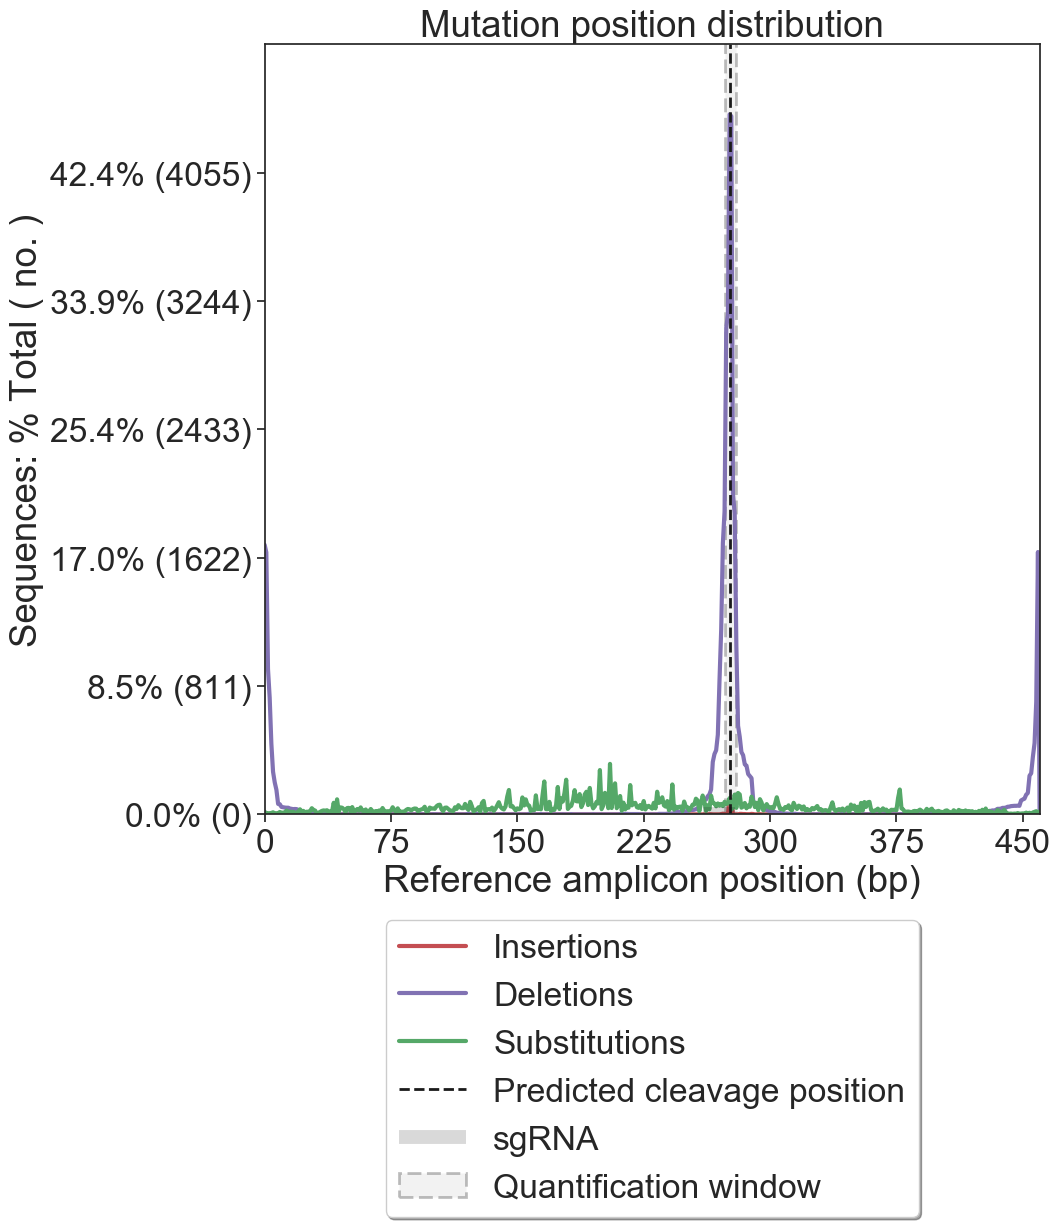 Mutation position distribution
Sequences: % Total ( no. )
42.4% (4055)
33.9% (3244)
25.4% (2433)
17.0% (1622)
8.5% (811)
0.0% (0)
0 75 150 225 300 375 450
Reference amplicon position (bp)
Insertions
Deletions
Substitutions
Predicted cleavage position
sgRNA
Quantification window